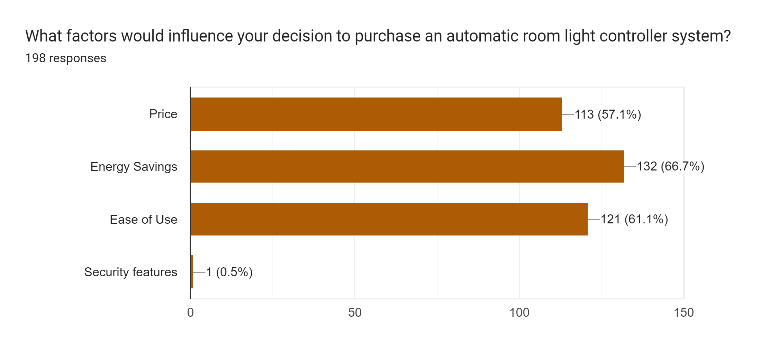 What factors would influence your decision to purchase an automatic room light controller system?
198 responses
Price
113 (57.1%)
Energy Savings
132 (66.7%)
Ease of Use
121 (61.1%)
Security features
1 (0.5%)
0
50
100
150